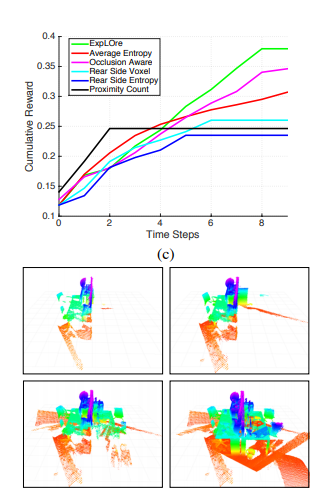 0.4
0.35
0.3
0.25
0.2
0.15
0.1
Cumulative Reward
ExpLOre
Average Entropy
Occlusion Aware
Rear Side Voxel
Rear Side Entropy
Proximity Count
0 2 4 6 8
Time Steps
(c)